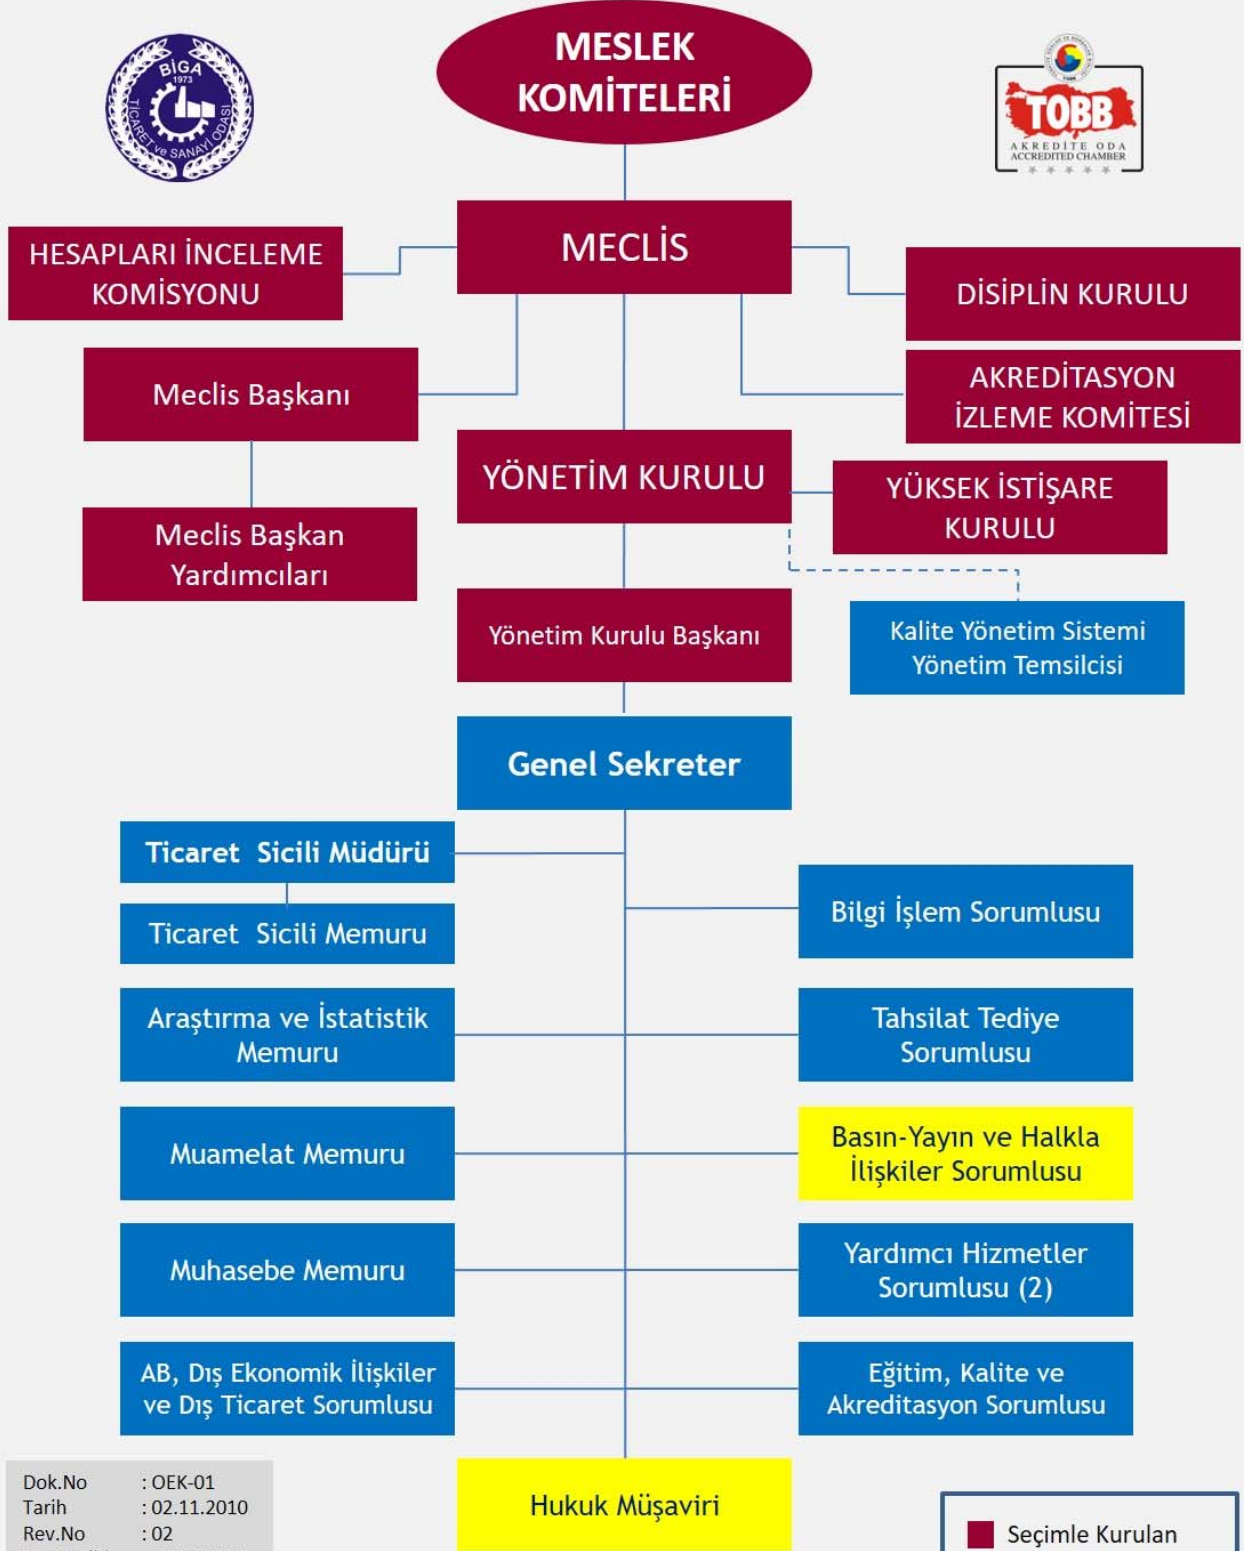 MESLEK
KOMİTELERİ
BİGA
1973
TİCARET ve SANAYİ ODASI
TOBB
AKREDİTE ODA
ACCREDITED CHAMBER
MECLİS
HESAPLARI İNCELEME
KOMİSYONU
DİSİPLİN KURULU
Meclis Başkanı
AKREDİTASYON
İZLEME KOMİTESİ
YÖNETİM KURULU
YÜKSEK İSTİŞARE
KURULU
Meclis Başkan
Yardımcıları
Yönetim Kurulu Başkanı
Kalite Yönetim Sistemi
Yönetim Temsilcisi
Genel Sekreter
Ticaret Sicili Müdürü
Ticaret Sicili Memuru
Bilgi İşlem Sorumlusu
Araştırma ve İstatistik
Memuru
Tahsilat Tediye
Sorumlusu
Muamelat Memuru
Basın-Yayın ve Halkla
İlişkiler Sorumlusu
Muhasebe Memuru
Yardımcı Hizmetler
Sorumlusu (2)
AB, Dış Ekonomik İlişkiler
ve Dış Ticaret Sorumlusu
Eğitim, Kalite ve
Akreditasyon Sorumlusu
Hukuk Müşaviri
Dok.No : OEK-01
Tarih : 02.11.2010
Rev.No : 02
Seçimle Kurulan